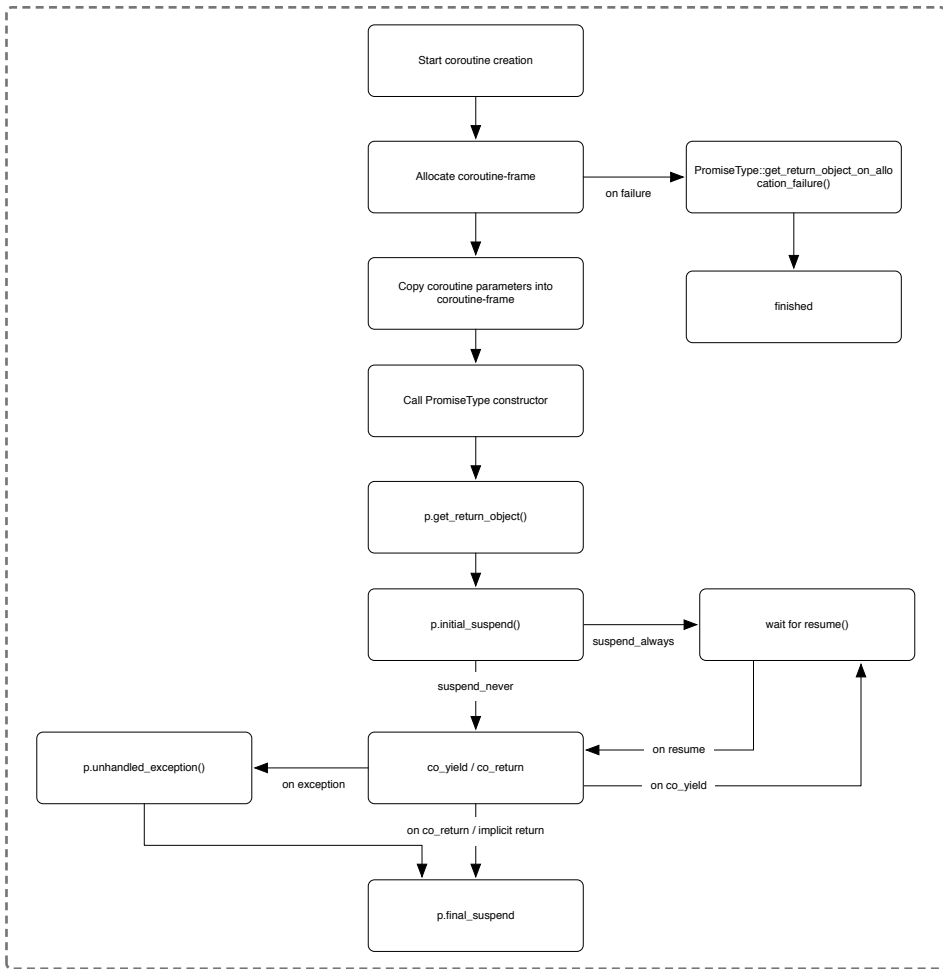 Start coroutine creation
Allocate coroutine-frame
on failure
PromiseType::get_return_object_on_allo
cation_failure()
Copy coroutine parameters into
coroutine-frame
finished
Call PromiseType constructor
p.get_return_object()
p.initial_suspend()
suspend_always
wait for resume()
suspend_never
on resume
p.unhandled_exception()
on exception
co_yield / co_return
on co_yield
on co_return / implicit return
p.final_suspend